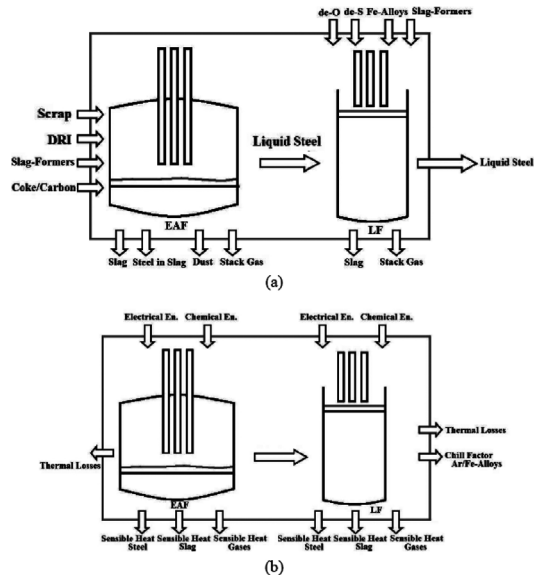 de-O de-S Fe-Alloys Slag-Formers
Scrap
DRI
Slag-Formers
Coke/Carbon
Liquid Steel
Liquid Steel
EAF
LF
Slag Steel in Slag Dust Stack Gas
Slag Stack Gas
(a)
Electrical En. Chemical En.
Electrical En. Chemical En.
Thermal Losses
Thermal Losses
Chill Factor
Ar/Fe-Alloys
EAF
LF
Sensible Heat Sensible Heat Sensible Heat
Steel Slag Gases
Sensible Heat Sensible Heat Sensible Heat
Steel Slag Gases
(b)